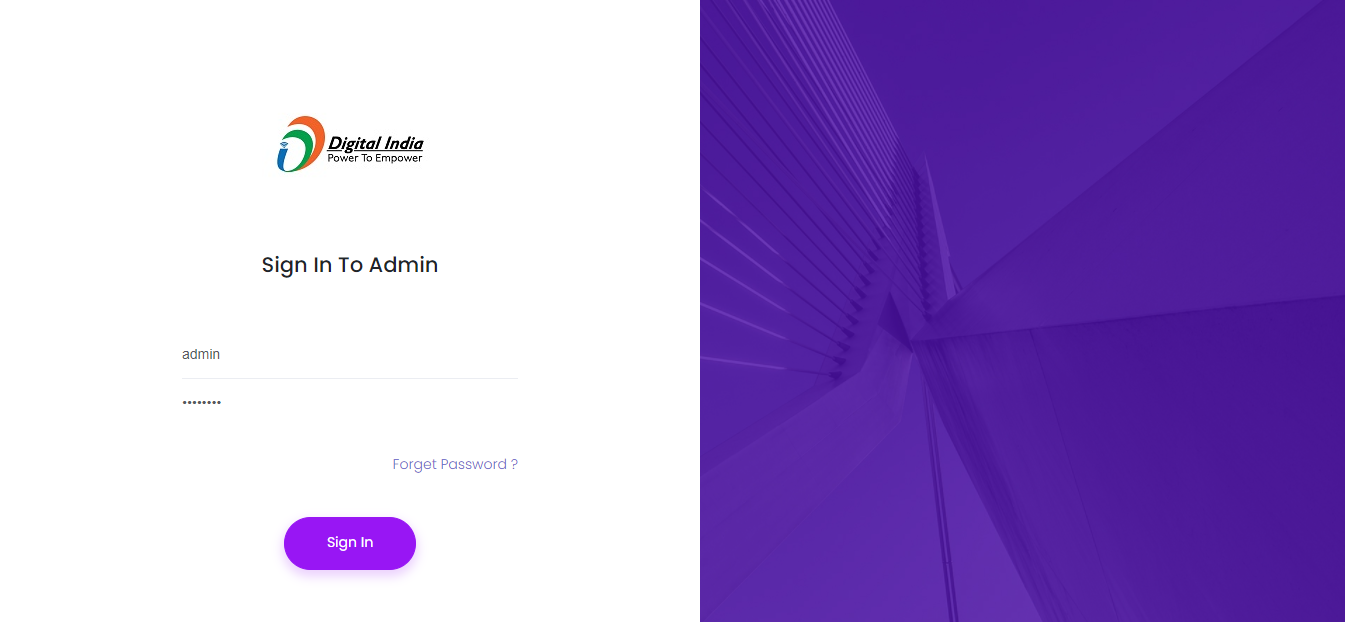 Digital India
Power To Empower
Sign In To Admin
admin
••••••••
Forget Password ?
Sign In